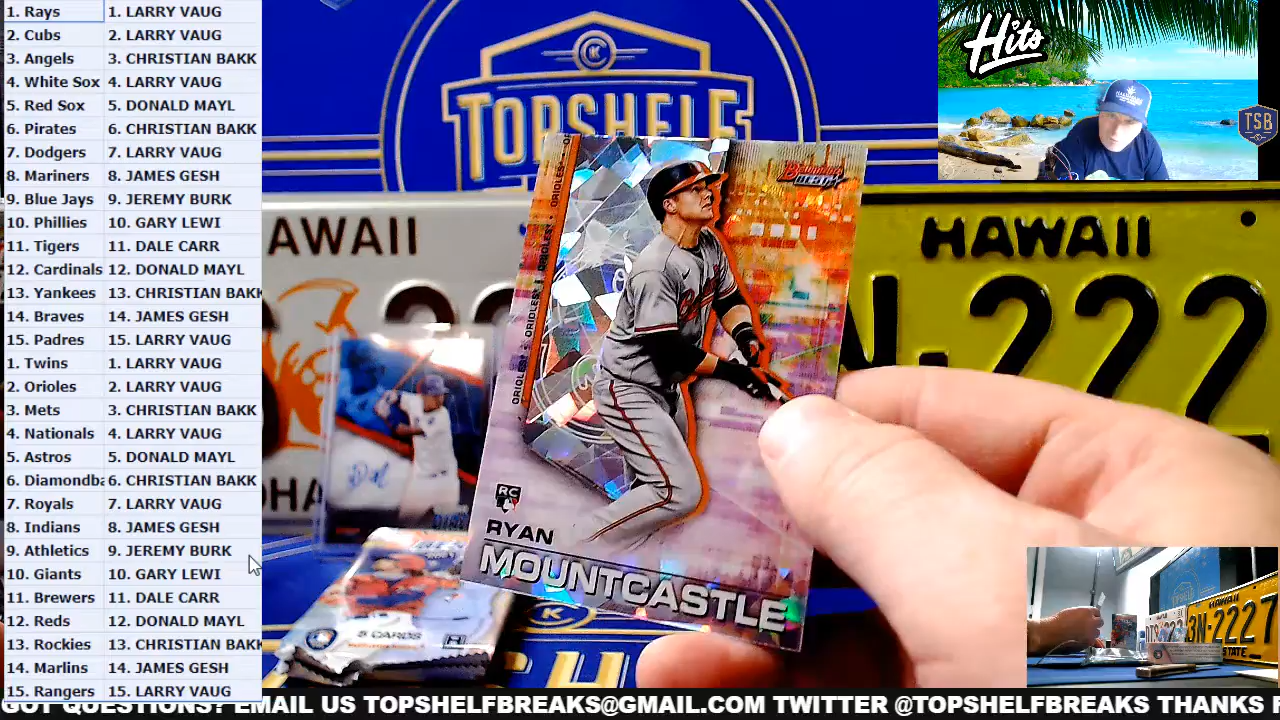 1. Rays 1. LARRY VAUG
2. Cubs 2. LARRY VAUG
3. Angels 3. CHRISTIAN BAKK
4. White Sox 4. LARRY VAUG
5. Red Sox 5. DONALD MAYL
6. Pirates 6. CHRISTIAN BAKK
7. Dodgers 7. LARRY VAUG
8. Mariners 8. JAMES GESH
9. Blue Jays 9. JEREMY BURK
10. Phillies 10. GARY LEWI
11. Tigers 11. DALE CARR
12. Cardinals 12. DONALD MAYL
13. Yankees 13. CHRISTIAN BAKK
14. Braves 14. JAMES GESH
15. Padres 15. LARRY VAUG
1. Twins 1. LARRY VAUG
2. Orioles 2. LARRY VAUG
3. Mets 3. CHRISTIAN BAKK
4. Nationals 4. LARRY VAUG
5. Astros 5. DONALD MAYL
6. Diamondba 6. CHRISTIAN BAKK
7. Royals 7. LARRY VAUG
8. Indians 8. JAMES GESH
9. Athletics 9. JEREMY BURK
10. Giants 10. GARY LEWI
11. Brewers 11. DALE CARR
12. Reds 12. DONALD MAYL
13. Rockies 13. CHRISTIAN BAKK
14. Marlins 14. JAMES GESH
15. Rangers 15. LARRY VAUG
K
TOPSHELF
Hits
TSB
AWAII
HAWAII
N-222
ORIOLES ORIOLES ORIOLES
Bowman's
BEST
RC
RYAN
MOUNTCASTLE
5 CARDS
K
HAWAII
3N-2227
STATE
GOT QUESTIONS? EMAIL US TOPSHELFBREAKS@GMAIL.COM TWITTER @TOPSHELFBREAKS THANKS